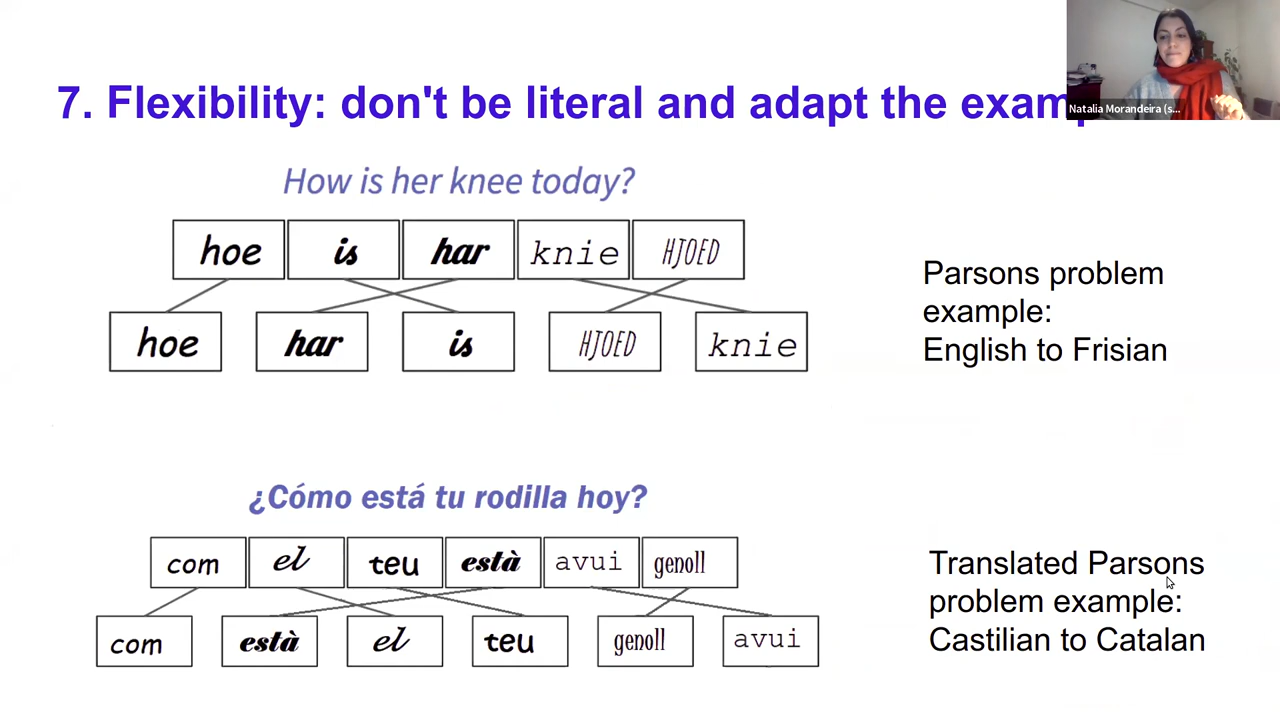 7. Flexibility: don't be literal and adapt the
Natalia Morandeira (s...
How is her knee today?
hoe is har knie HJOED
hoe har is HJOED knie
Parsons problem
example:
English to Frisian
¿Cómo está tu rodilla hoy?
com el teu està avui genoll
com està el teu genoll avui
Translated Parsons
problem example:
Castilian to Catalan